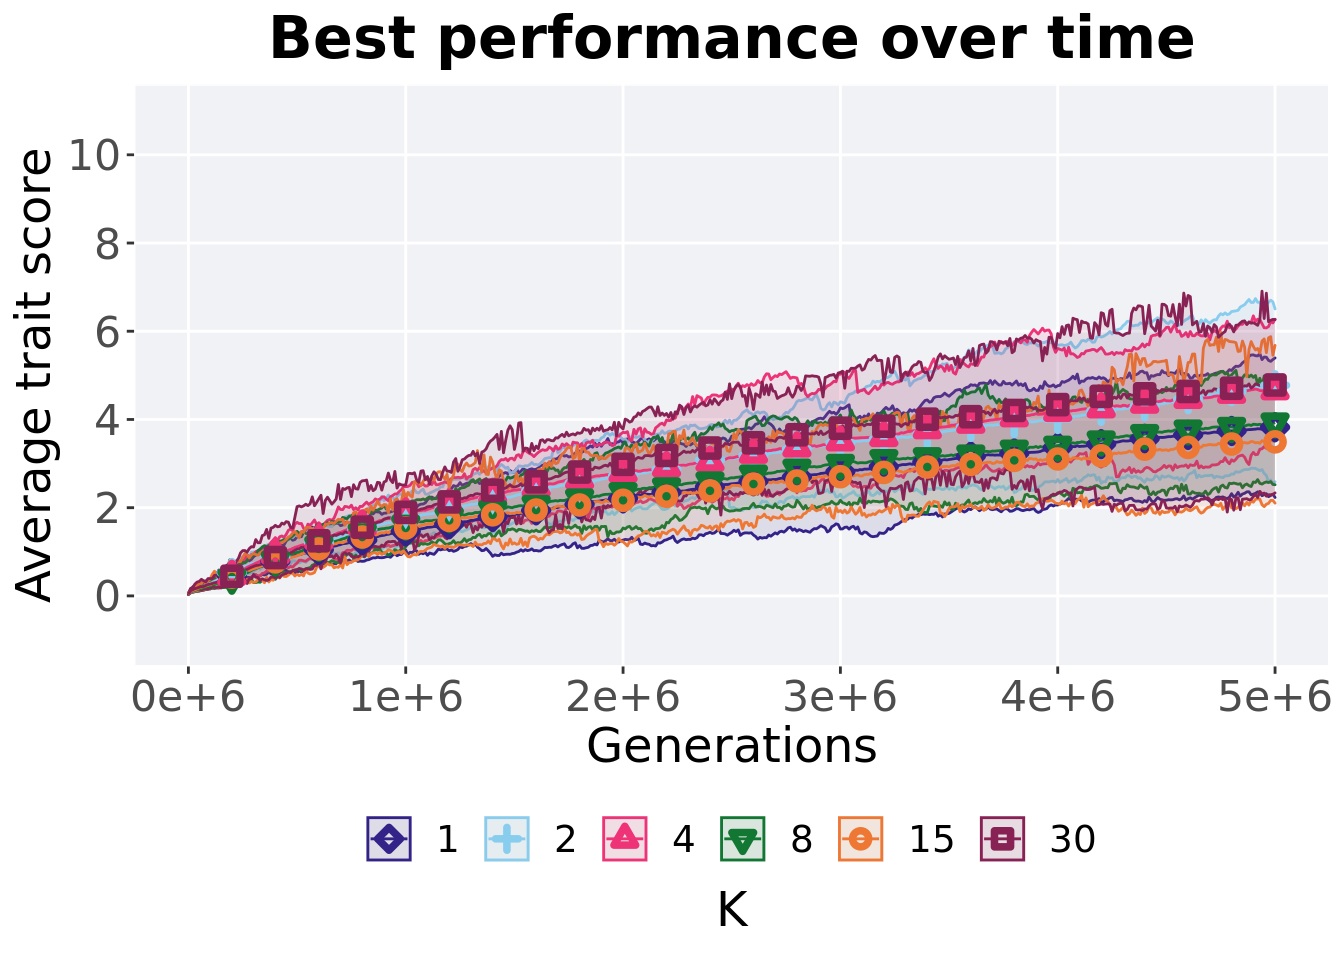 Best performance over time
Average trait score
10
8
6
4
2
0
0e+6 1e+6 2e+6 3e+6 4e+6 5e+6
Generations
1 2 4 8 15 30
K